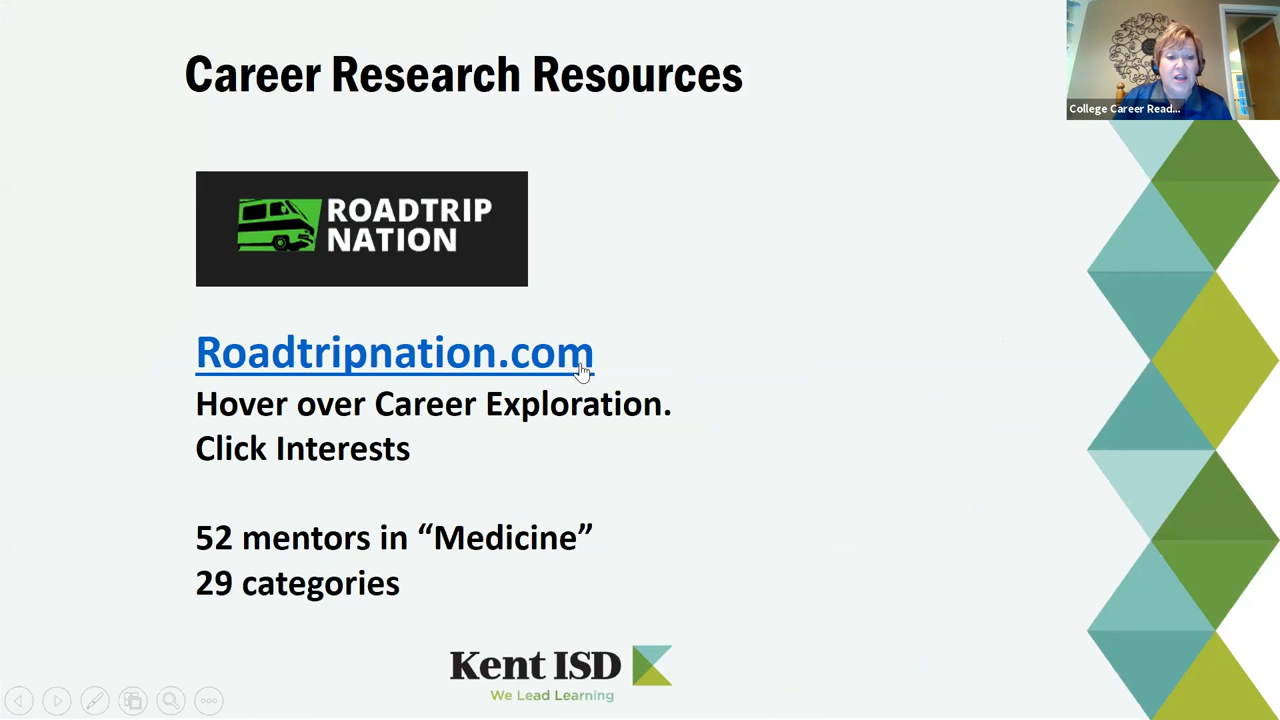 Career Research Resources
College Career Read...
ROADTRIP
NATION
Roadtripnation.com
Hover over Career Exploration.
Click Interests
52 mentors in “Medicine”
29 categories
Kent ISD
We Lead Learning